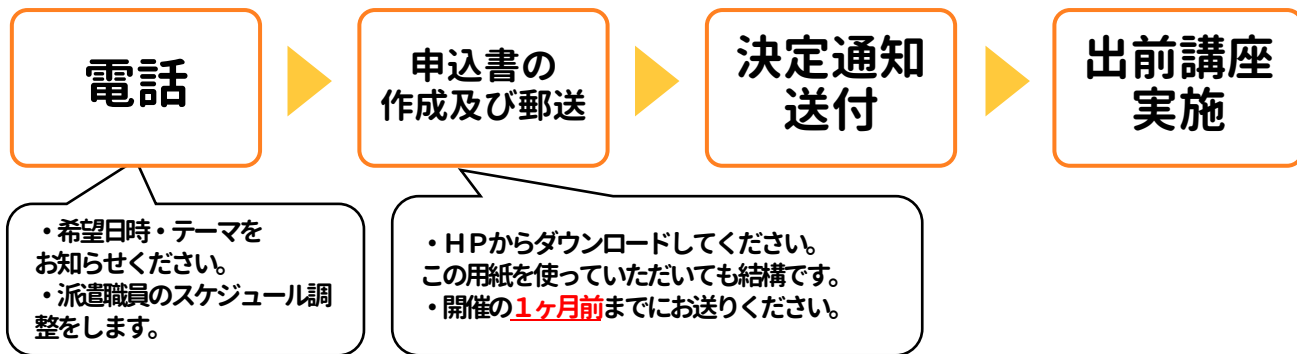 電話
申込書の
作成及び郵送
決定通知
送付
出前講座
実施
・希望日時・テーマを
お知らせください。
・派遣職員のスケジュール調
整をします。
・ＨＰからダウンロードしてください。
この用紙を使っていただいても結構です。
・開催の１ヶ月前までにお送りください。